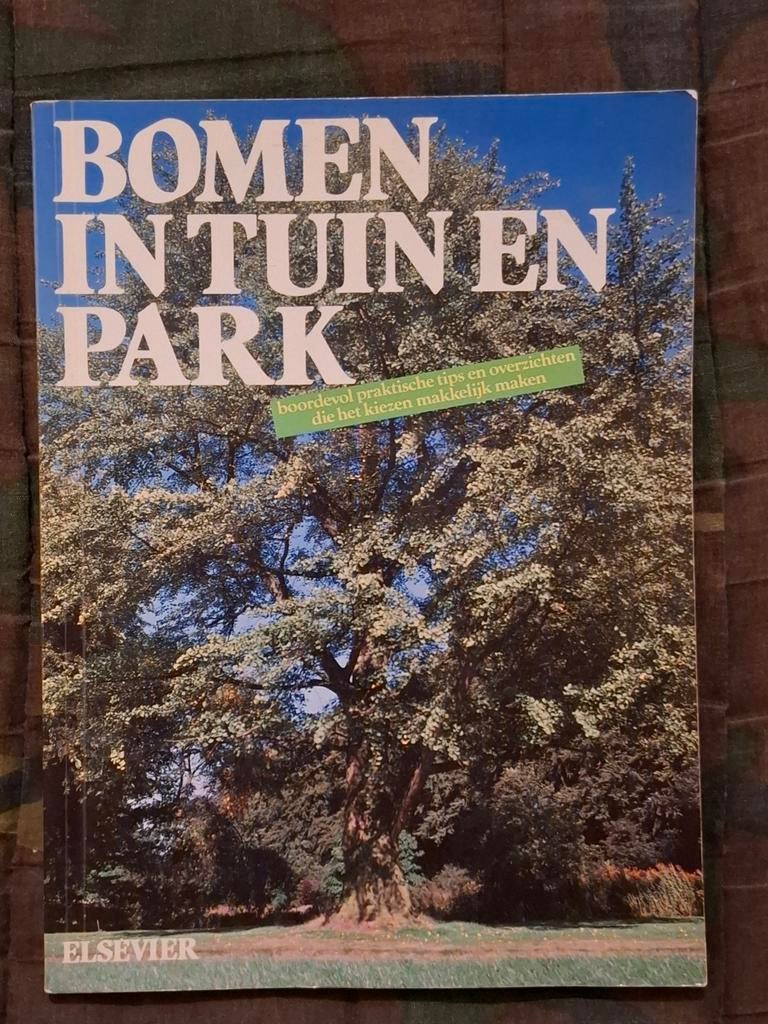 BOMEN
IN TUIN EN
PARK
boordevol praktische tips en overzichten
die het kiezen makkelijk maken
ELSEVIER